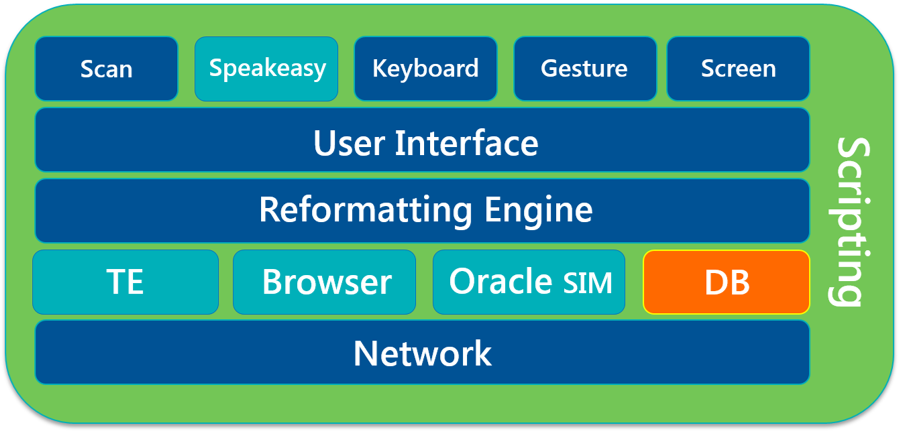 Scan
Speakeasy
Keyboard
Gesture
Screen
User Interface
Reformatting Engine
TE
Browser
Oracle SIM
DB
Network
Scripting